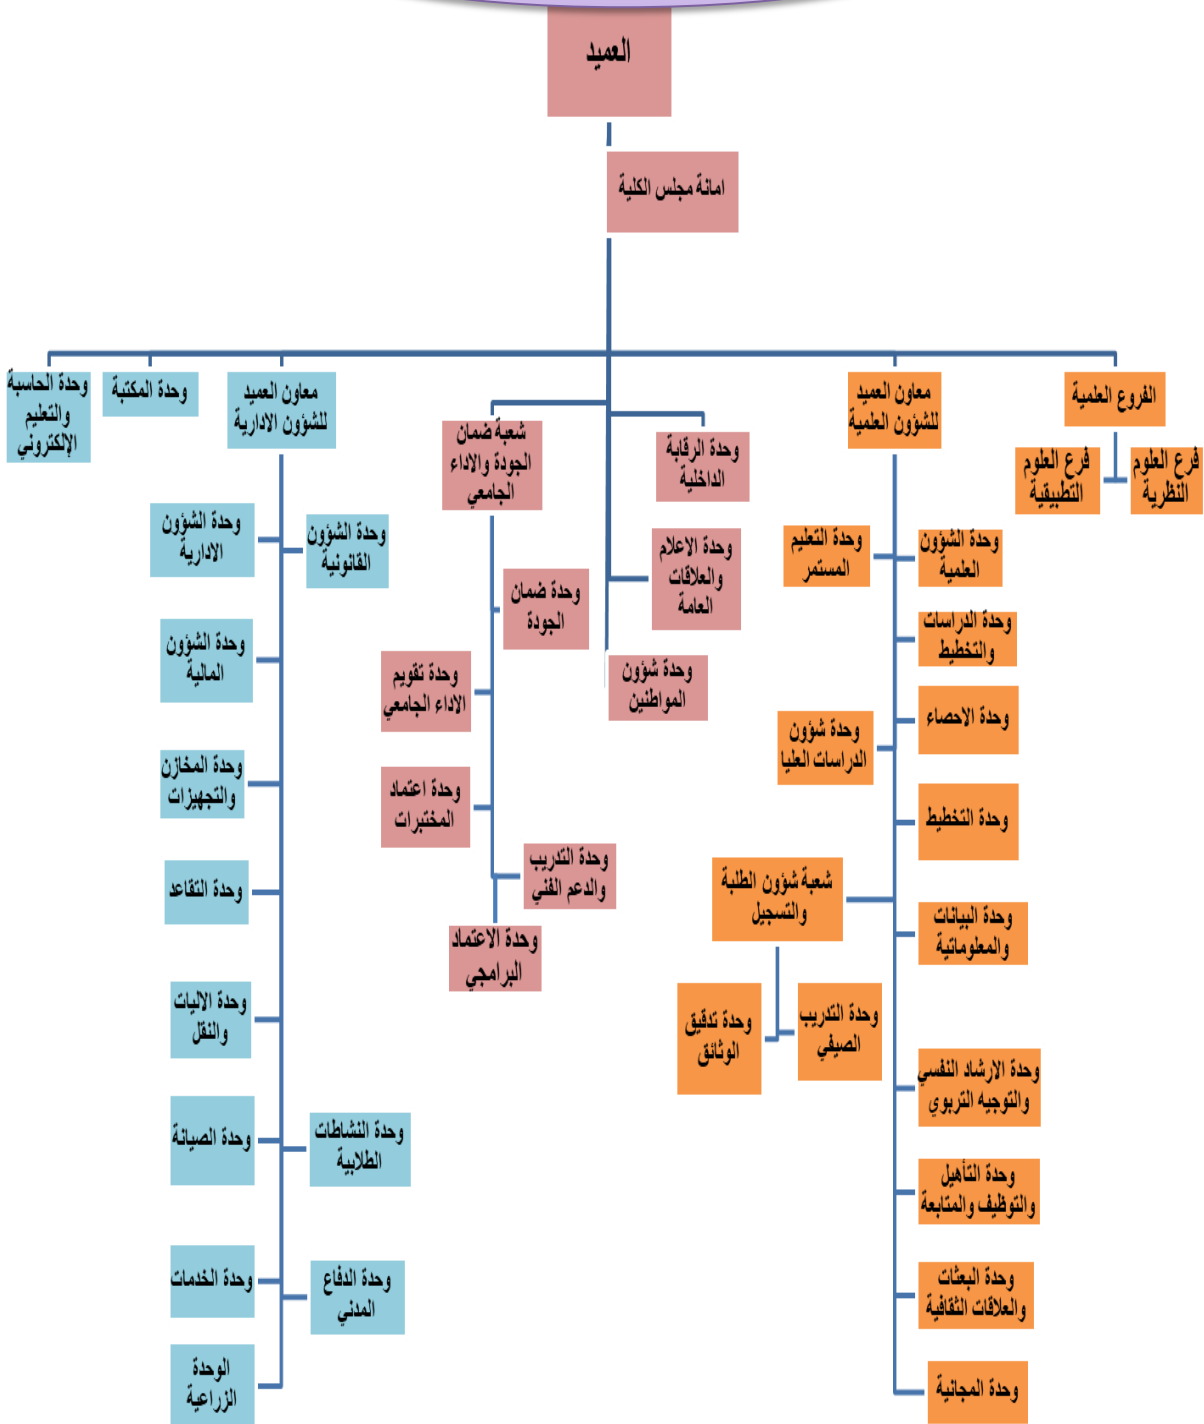 العميد
امانة مجلس الكلية
الفروع العلمية
فرع العلوم
النظرية
فرع العلوم
التطبيقية
معاون العميد
للشؤون العلمية
وحدة الشؤون
العلمية
وحدة التعليم
المستمر
وحدة الدراسات
والتخطيط
وحدة الاحصاء
وحدة شؤون
الدراسات العليا
وحدة التخطيط
شعبة شؤون الطلبة
والتسجيل
وحدة البيانات
والمعلوماتية
وحدة التدريب
الصيفي
وحدة تدقيق
الوثائق
وحدة الارشاد النفسي
والتوجيه التربوي
وحدة التأهيل
والتوظيف والمتابعة
وحدة البعثات
والعلاقات الثقافية
وحدة المجانية
وحدة الرقابة
الداخلية
وحدة الاعلام
والعلاقات
العامة
وحدة شؤون
المواطنين
شعبة ضمان
الجودة والاداء
الجامعي
وحدة ضمان
الجودة
وحدة تقويم
الاداء الجامعي
وحدة اعتماد
المختبرات
وحدة التدريب
والدعم الفني
وحدة الاعتماد
البرامجي
معاون العميد
للشؤون الادارية
وحدة الشؤون
القانونية
وحدة الشؤون
الادارية
وحدة الشؤون
المالية
وحدة المخازن
والتجهيزات
وحدة التقاعد
وحدة الاليات
والنقل
وحدة النشاطات
الطلابية
وحدة الصيانة
وحدة الدفاع
المدني
وحدة الخدمات
الوحدة
الزراعية
وحدة المكتبة
وحدة الحاسبة
والتعليم
الإلكتروني